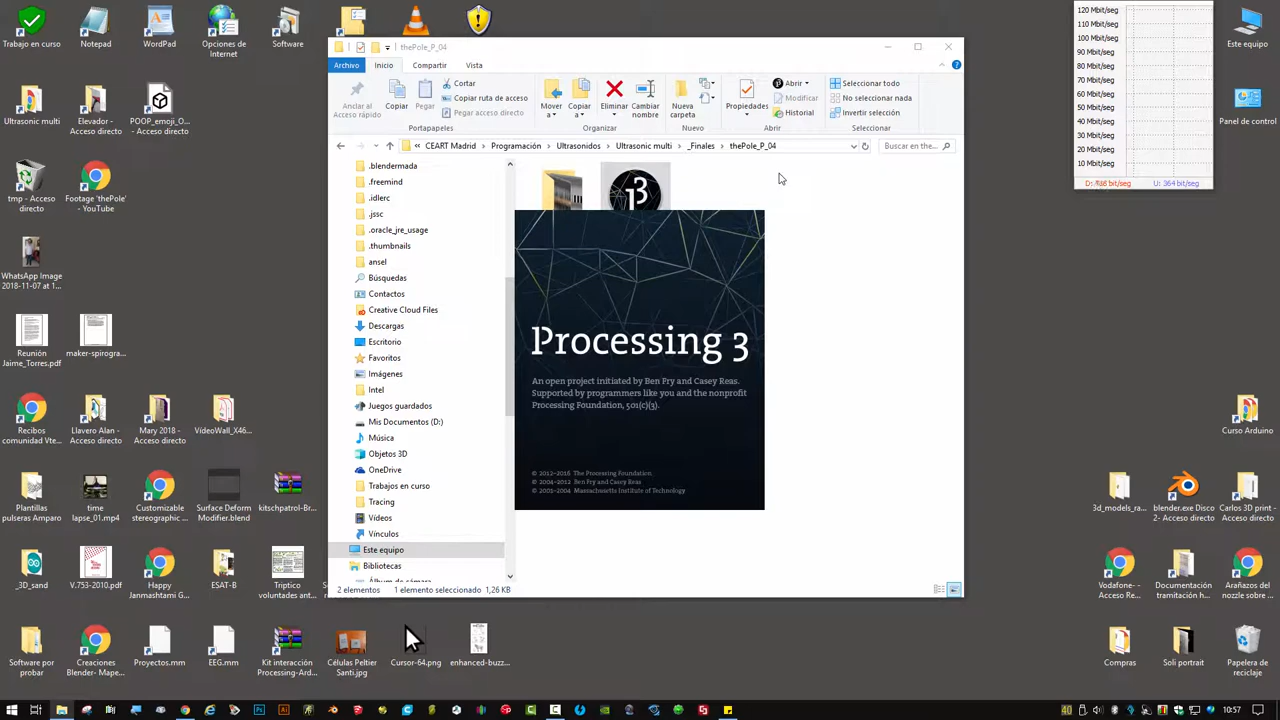 Trabajo en curso
Notepad
WordPad
Opciones de
Internet
Software
Ultrasonic multi
Elevador -
Acceso directo
POOP_emoji_O...
- Acceso directo
tmp - Acceso
directo
Footage 'thePole'
- YouTube
WhatsApp Image
2018-11-07 at 1...
Reunión
Jaime_Torres.pdf
maker-spirogra...
Recibos
comunidad Vte...
Llavero Alan -
Acceso directo
Mary 2018 -
Acceso directo
VídeoWall_X46...
Plantillas
pulseras Amparo
time
lapse_01.mp4
Customizable
stereographic ...
Surface Deform
Modifier.blend
kitschpatrol-Br...
_3D_sand
V.753-2010.pdf
Happy
Janmashtami G...
ESAT-B
Triptico
voluntades ant...
Software por
probar
Creaciones
Blender- Mape...
Proyectos.mm
EEG.mm
Kit interacción
Processing-Ard...
Células Peltier
Santi.jpg
Cursor-64.png
enhanced-buzz...
thePole_P_04
Archivo
Inicio
Compartir
Vista
Anclar al
Acceso rápido
Copiar
Pegar
Cortar
Copiar ruta de acceso
Pegar acceso directo
Portapapeles
Mover
a
Copiar
a
Eliminar
Cambiar
nombre
Organizar
Nueva
carpeta
Nuevo
Propiedades
Abrir
Modificar
Historial
Abrir
Seleccionar todo
No seleccionar nada
Invertir selección
Seleccionar
« CEART Madrid › Programación › Ultrasonidos › Ultrasonic multi › _Finales › thePole_P_04
Buscar en the...
.blendermada
.freemind
.idlerc
.jssc
.oracle_jre_usage
.thumbnails
ansel
Búsquedas
Contactos
Creative Cloud Files
Descargas
Escritorio
Favoritos
Imágenes
Intel
Juegos guardados
Mis Documentos (D:)
Música
Objetos 3D
OneDrive
Trabajos en curso
Tracing
Vídeos
Vínculos
Este equipo
Bibliotecas
Álbum de cámara
2 elementos
1 elemento seleccionado 1,26 KB
Processing 3
An open project initiated by Ben Fry and Casey Reas.
Supported by programmers like you and the nonprofit
Processing Foundation, 501(c)(3).
© 2012–2016 The Processing Foundation
© 2004–2012 Ben Fry and Casey Reas
© 2001–2004 Massachusetts Institute of Technology
120 Mbit/seg
110 Mbit/seg
100 Mbit/seg
90 Mbit/seg
80 Mbit/seg
70 Mbit/seg
60 Mbit/seg
50 Mbit/seg
40 Mbit/seg
30 Mbit/seg
20 Mbit/seg
10 Mbit/seg
bit/seg
U: 364 bit/seg
Este equipo
Panel de control
Curso Arduino
3d_models_ra...
blender.exe Disco
2- Acceso directo
Carlos 3D print -
Acceso directo
Vodafone- -
Acceso Re...
Documentación
tramitación h...
Arañazos del
nozzle sobre ...
Compras
Soli portrait
Papelera de
reciclaje
10:57